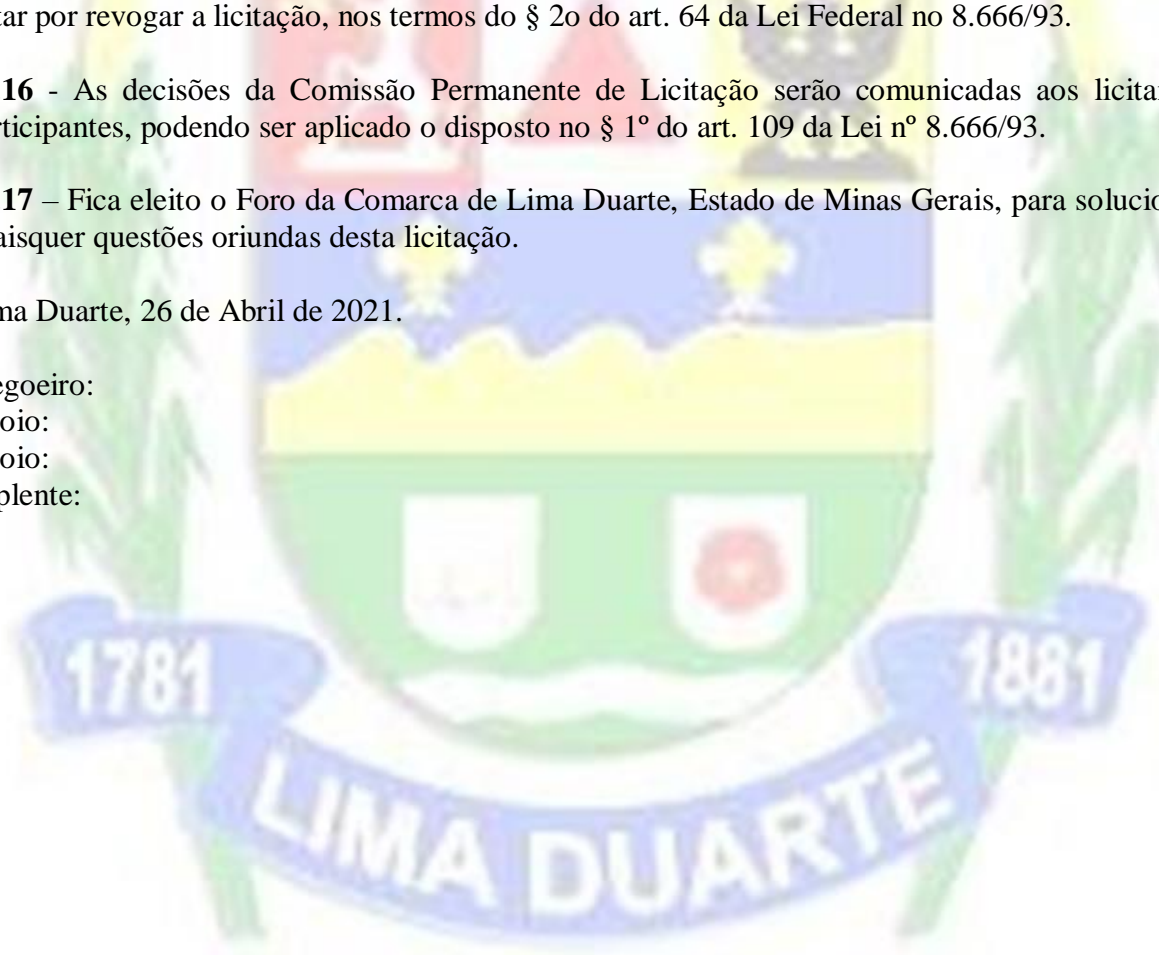 tar por revogar a licitação, nos termos do § 2o do art. 64 da Lei Federal no 8.666/93.
16 - As decisões da Comissão Permanente de Licitação serão comunicadas aos licita
rticipantes, podendo ser aplicado o disposto no § 1º do art. 109 da Lei nº 8.666/93.
17 – Fica eleito o Foro da Comarca de Lima Duarte, Estado de Minas Gerais, para solucio
aisquer questões oriundas desta licitação.
ma Duarte, 26 de Abril de 2021.
egoeiro:
oio:
oio:
plente:
1781
1881
LIMA DUARTE